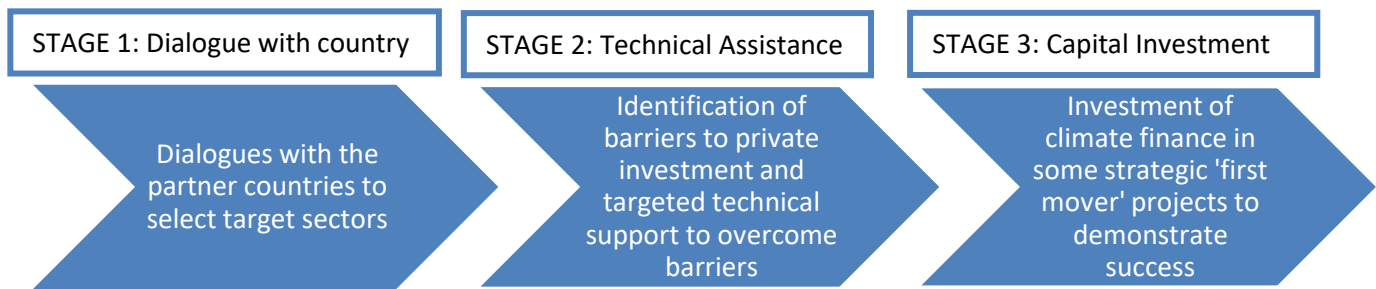 STAGE 1: Dialogue with country
Dialogues with the
partner countries to
select target sectors
STAGE 2: Technical Assistance
Identification of
barriers to private
investment and
targeted technical
support to overcome
barriers
STAGE 3: Capital Investment
Investment of
climate finance in
some strategic 'first
mover' projects to
demonstrate
success